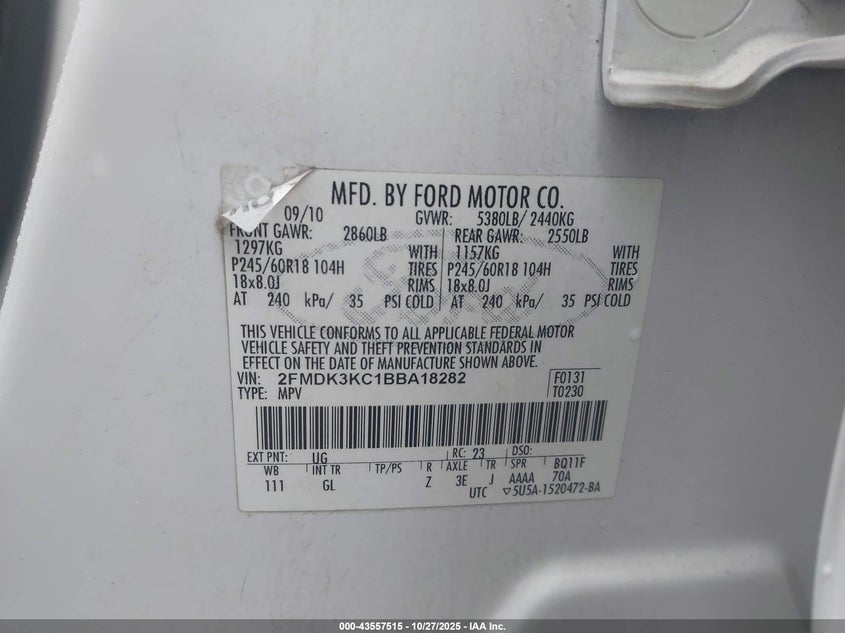 MFD. BY FORD MOTOR CO.
09/10 GVWR: 5380LB/ 2440KG
FRONT GAWR: 2860LB REAR GAWR: 2550LB
1297KG WITH 1157KG WITH
P245/60R18 104H TIRES P245/60R18 104H TIRES
18x8.0J RIMS 18x8.0J RIMS
AT 240 kPa/ 35 PSI COLD AT 240 kPa/ 35 PSI COLD
THIS VEHICLE CONFORMS TO ALL APPLICABLE FEDERAL MOTOR
VEHICLE SAFETY AND THEFT PREVENTION STANDARDS IN
EFFECT ON THE DATE OF MANUFACTURE SHOWN ABOVE.
VIN: 2FMDK3KC1BBA18282 F0131
TYPE: MPV T0230
EXT PNT: UG RC: 23 DSO:
WB INT TR TP/PS R AXLE TR SPR BQ11F
111 GL Z 3E J AAAA 70A
UTC ▽5U5A-1520472-BA
000-43557515 - 10/27/2025 - IAA Inc.